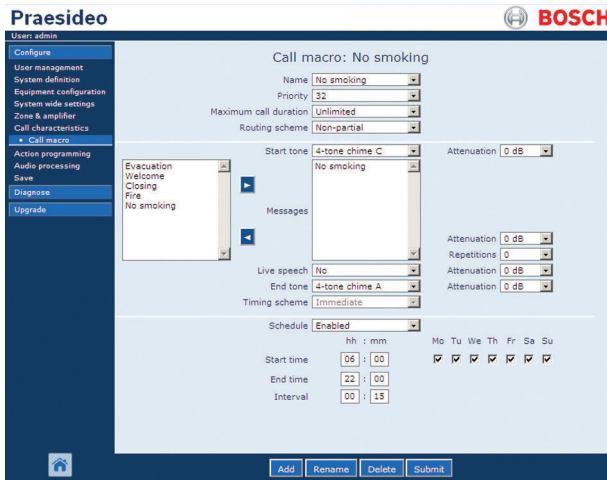 Praesideo
BOSCH
User: admin
Configure
User management
System definition
Equipment configuration
System wide settings
Zone & amplifier
Call characteristics
• Call macro
Action programming
Audio processing
Save
Diagnose
Upgrade
Call macro: No smoking
Name No smoking
Priority 32
Maximum call duration Unlimited
Routing scheme Non-partial
Start tone 4-tone chime C Attenuation 0 dB
Evacuation
Welcome
Closing
Fire
No smoking
Messages
No smoking
Attenuation 0 dB
Repetitions 0
Live speech No Attenuation 0 dB
End tone 4-tone chime A Attenuation 0 dB
Timing scheme Immediate
Schedule Enabled
hh : mm Mo Tu We Th Fr Sa Su
Start time 06 : 00
End time 22 : 00
Interval 00 : 15
Add Rename Delete Submit